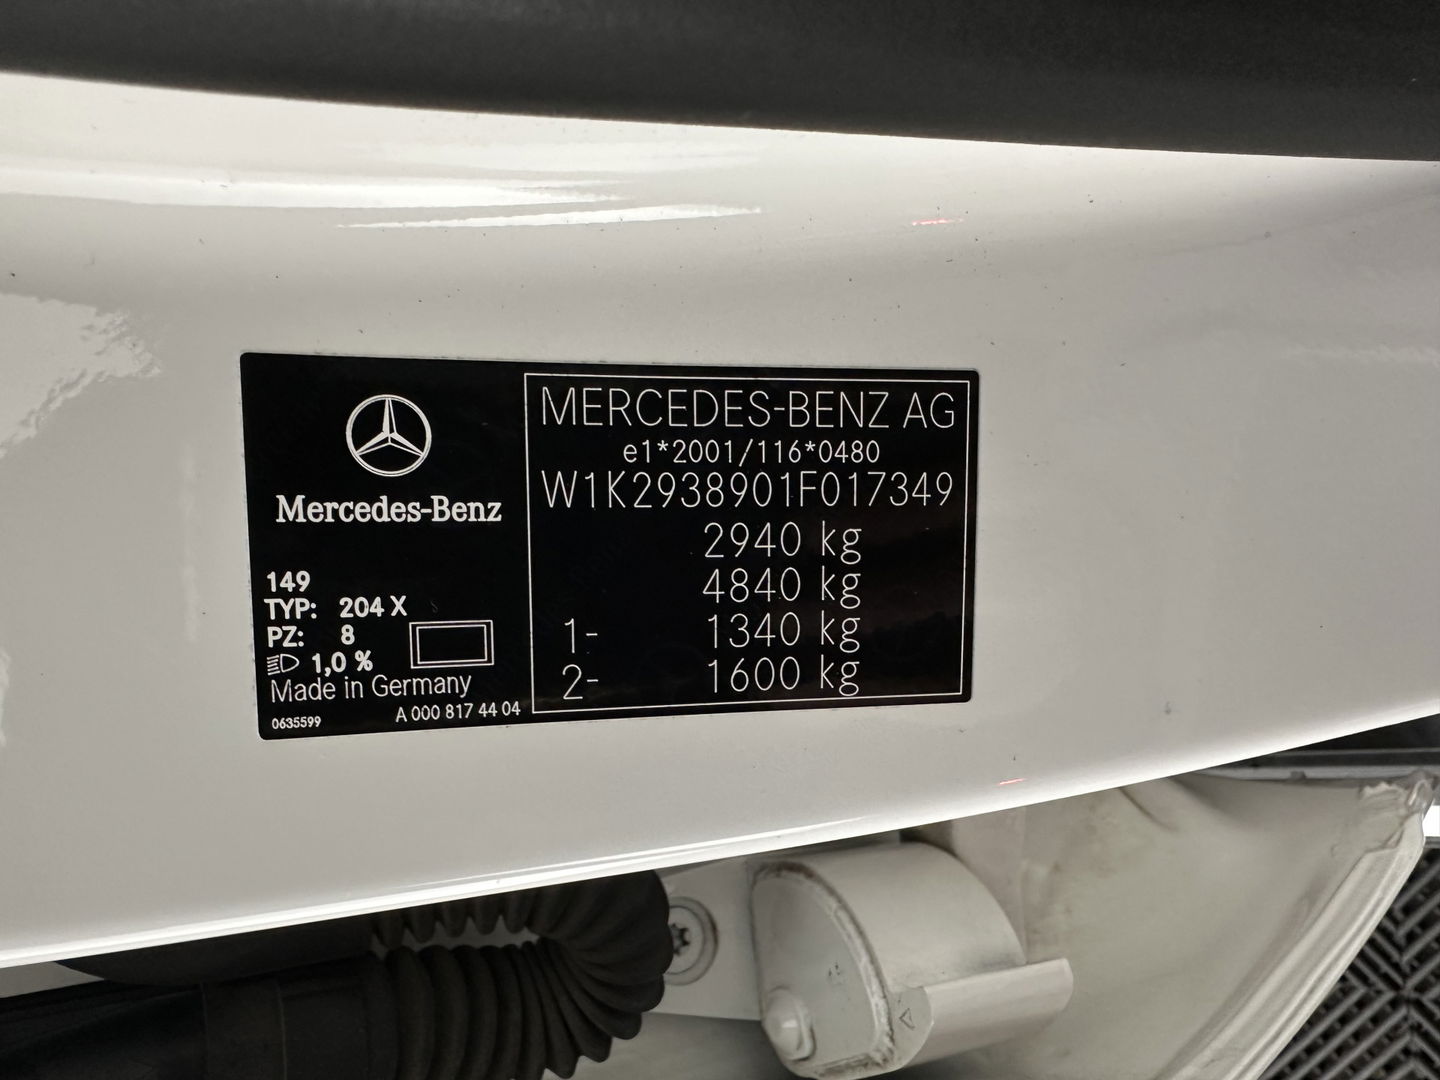 Mercedes-Benz
149
TYP: 204 X
PZ: 8
1,0 %
Made in Germany
0635599 A 000 817 44 04
MERCEDES-BENZ AG
e1*2001/116*0480
W1K2938901F017349
2940 kg
4840 kg
1- 1340 kg
2- 1600 kg